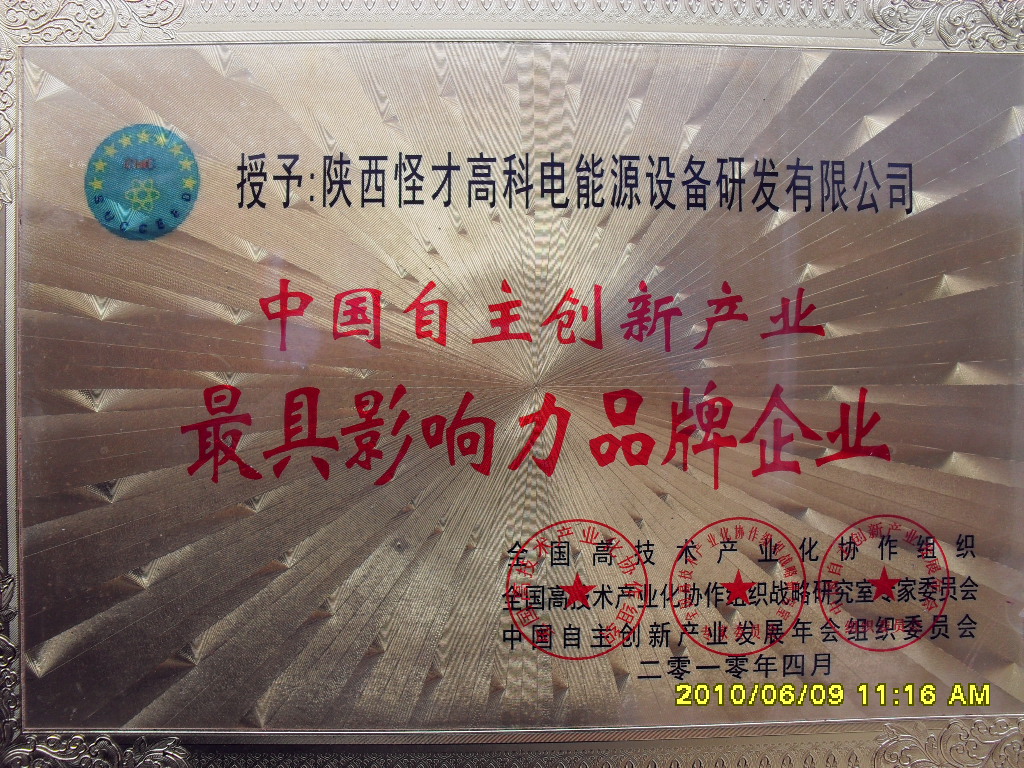 CHC
SUCCEED
授予:陕西怪才高科电能源设备研发有限公司
中国自主创新产业
最具影响力品牌企业
全国高技术产业化协作组织
全国高技术产业化协作组织战略研究室专家委员会
中国自主创新产业发展年会组织委员会
二零一零年四月
2010/06/09 11:16 AM